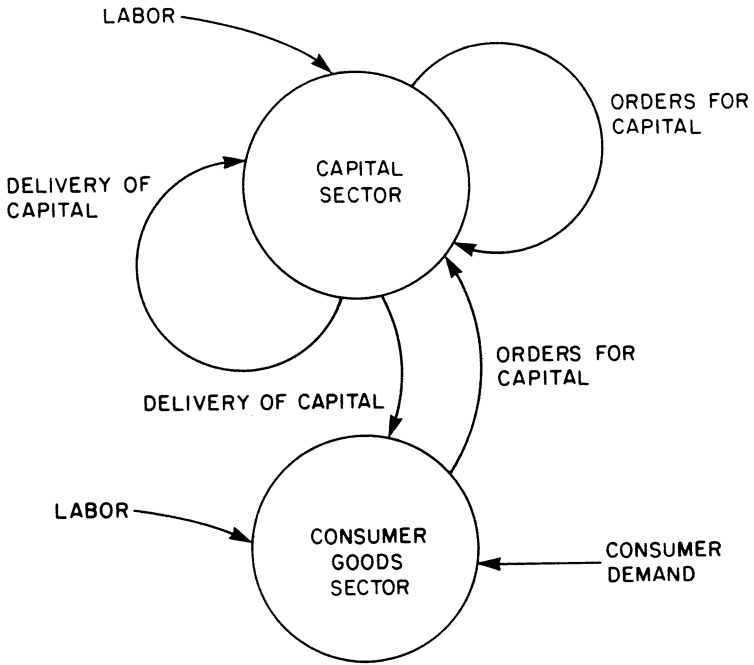 LABOR
ORDERS FOR
CAPITAL
CAPITAL
SECTOR
DELIVERY OF
CAPITAL
ORDERS FOR
CAPITAL
DELIVERY OF CAPITAL
LABOR
CONSUMER
GOODS
SECTOR
CONSUMER
DEMAND